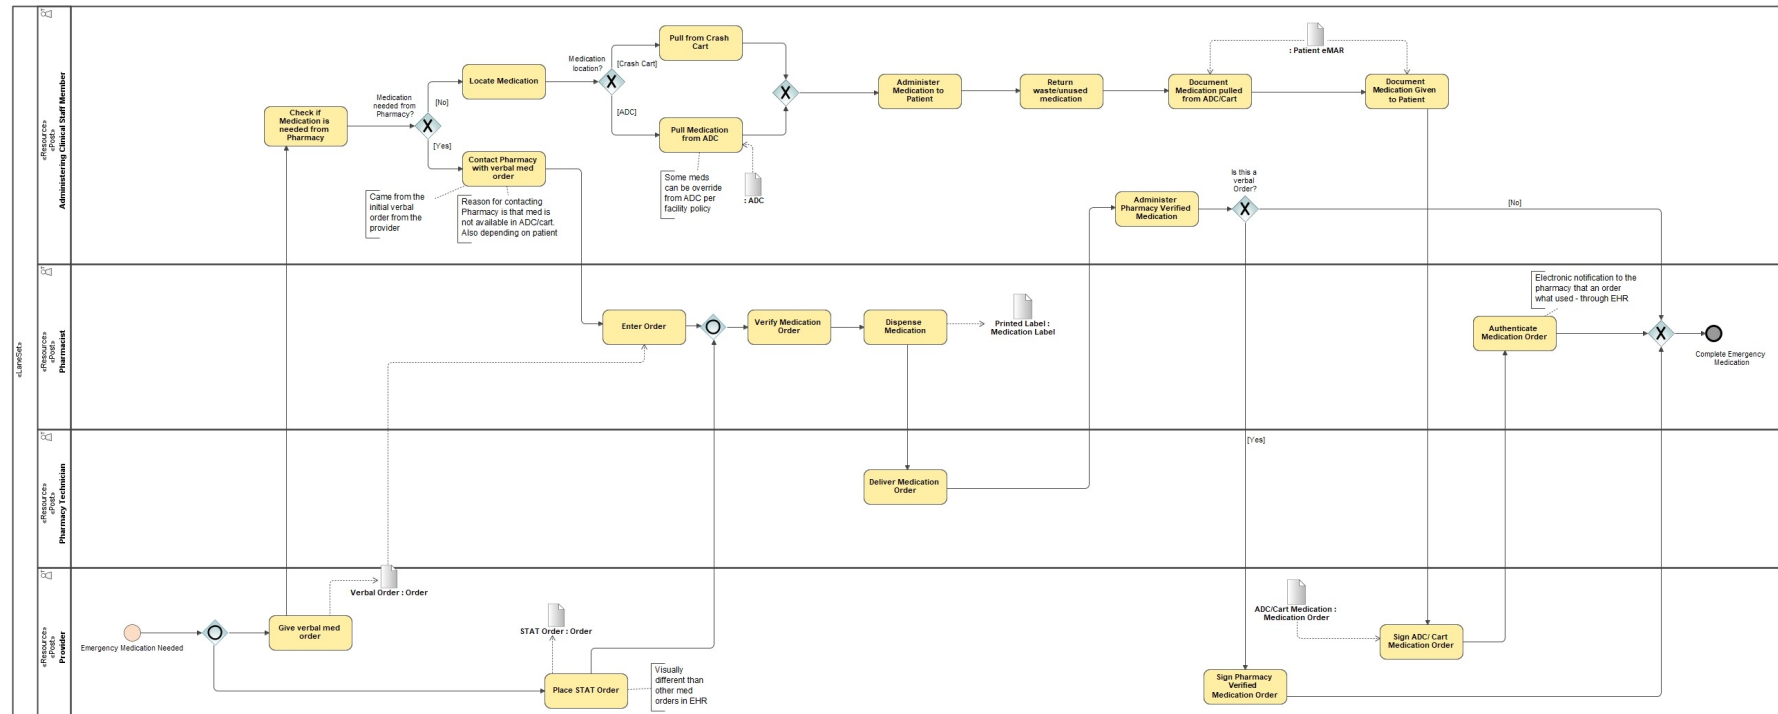 «LaneSet»
«Resource»
«Post»
Administering Clinical Staff Member
Check if
Medication is
needed from
Pharmacy
Medication
needed from
Pharmacy?
[No]
[Yes]
Locate Medication
Contact Pharmacy
with verbal med
order
Came from the
initial verbal
order from the
provider
Reason for contacting
Pharmacy is that med is
not available in ADC/cart.
Also depending on patient
Medication
location?
[Crash Cart]
[ADC]
Pull from Crash
Cart
Pull Medication
from ADC
Some meds
can be override
from ADC per
facility policy
: ADC
Administer
Medication to
Patient
Return
waste/unused
medication
Document
Medication pulled
from ADC/Cart
: Patient eMAR
Document
Medication Given
to Patient
Administer
Pharmacy Verified
Medication
Is this a
verbal
Order?
[No]
[Yes]
«Resource»
«Post»
Pharmacist
Enter Order
Verify Medication
Order
Dispense
Medication
Printed Label :
Medication Label
Electronic notification to the
pharmacy that an order
what used - through EHR
Authenticate
Medication Order
Complete Emergency
Medication
«Resource»
«Post»
Pharmacy Technician
Deliver Medication
Order
«Resource»
«Post»
Provider
Emergency Medication Needed
Give verbal med
order
Verbal Order : Order
STAT Order : Order
Place STAT Order
Visually
different than
other med
orders in EHR
ADC/Cart Medication :
Medication Order
Sign ADC/ Cart
Medication Order
Sign Pharmacy
Verified
Medication Order